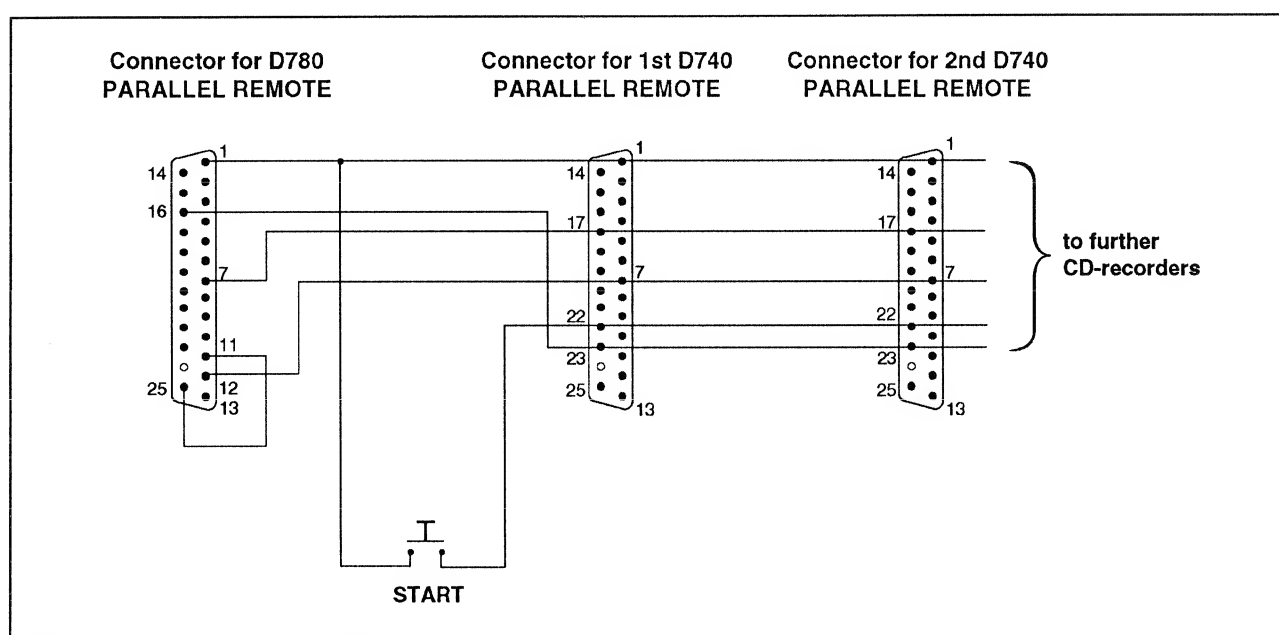 Connector for D780
PARALLEL REMOTE
Connector for 1st D740
PARALLEL REMOTE
Connector for 2nd D740
PARALLEL REMOTE
1
14
16
7
11
25
12
13
1
14
17
7
22
23
25
13
1
14
17
7
22
23
25
13
to further
CD-recorders
START